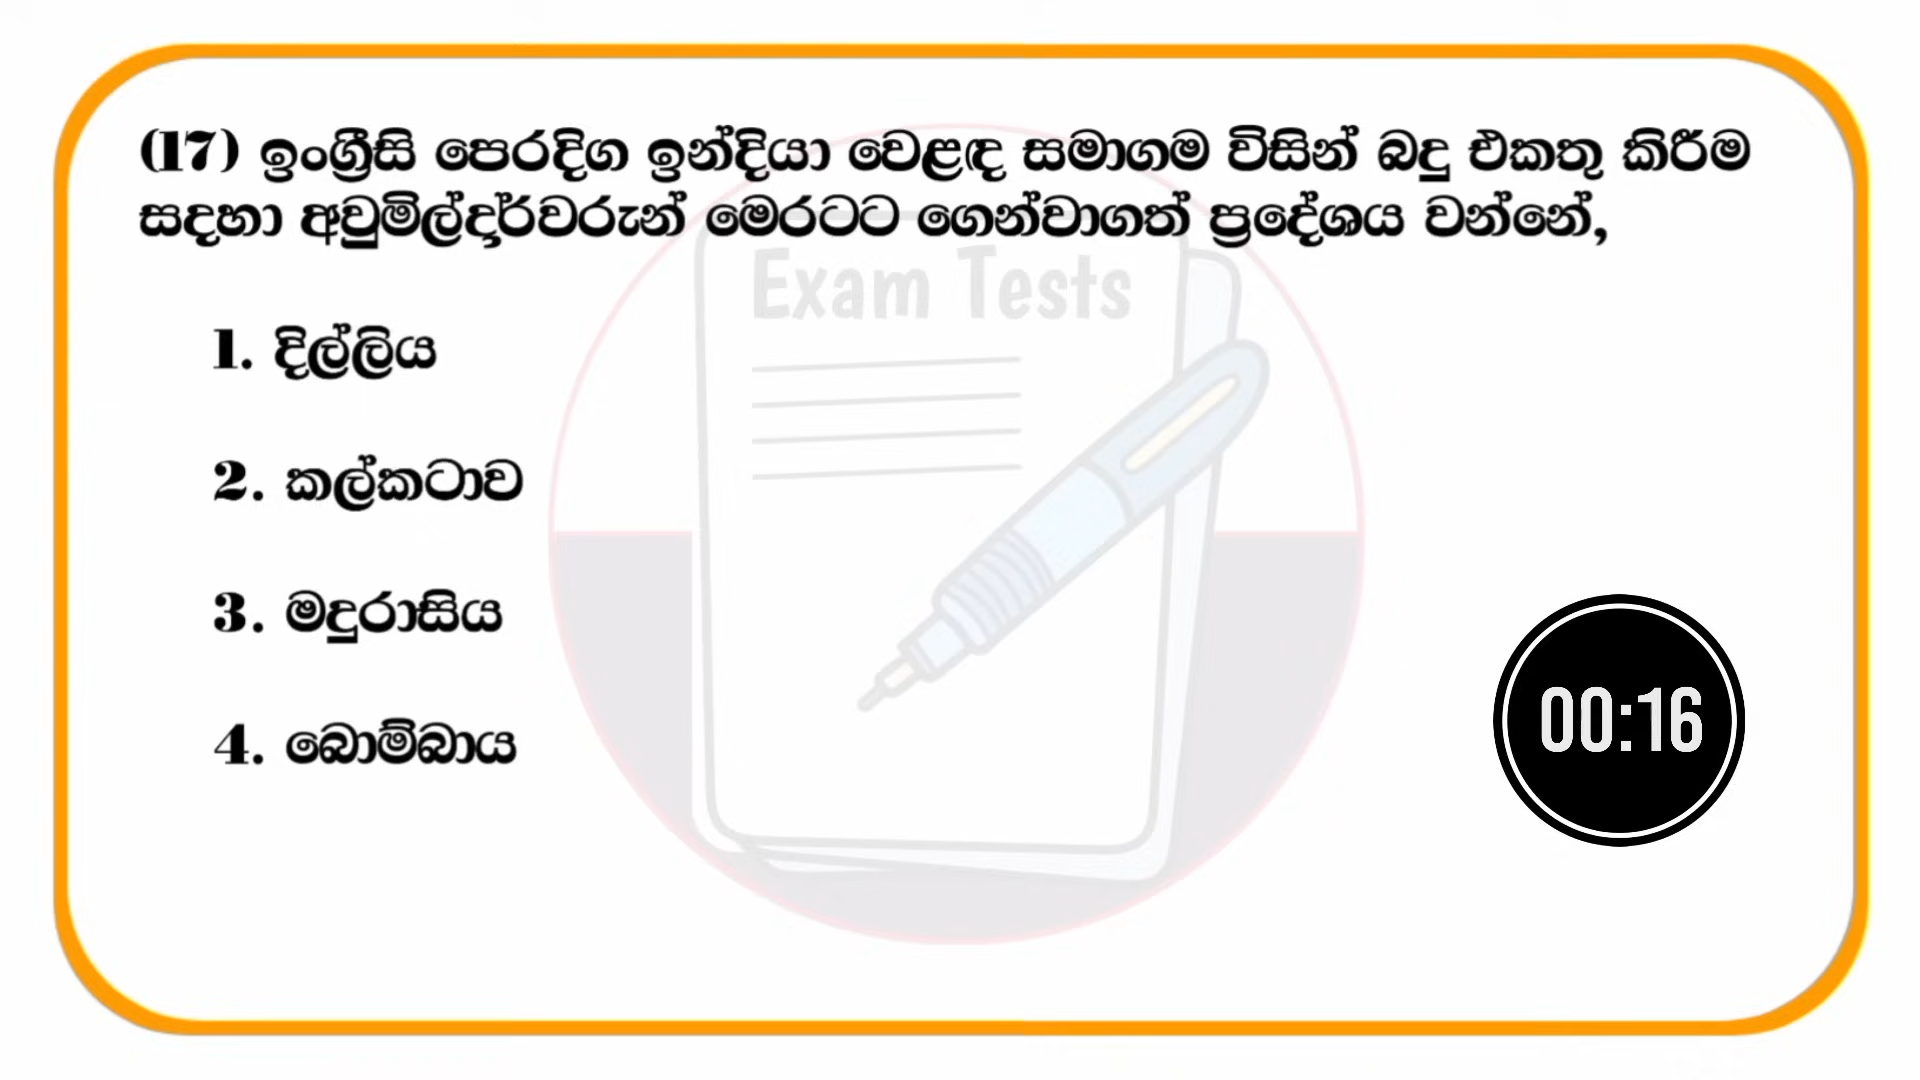 (17) ඉංග්‍රීසි පෙරදිග ඉන්දියා වෙළඳ සමාගම විසින් බදු එකතු කිරීම
සඳහා අවුමිල්දාර්වරුන් මෙරටට ගෙන්වාගත් ප්‍රදේශය වන්නේ,
Exam Tests
1. දිල්ලිය
2. කල්කටාව
3. මදුරාසිය
4. බොම්බාය
00:16